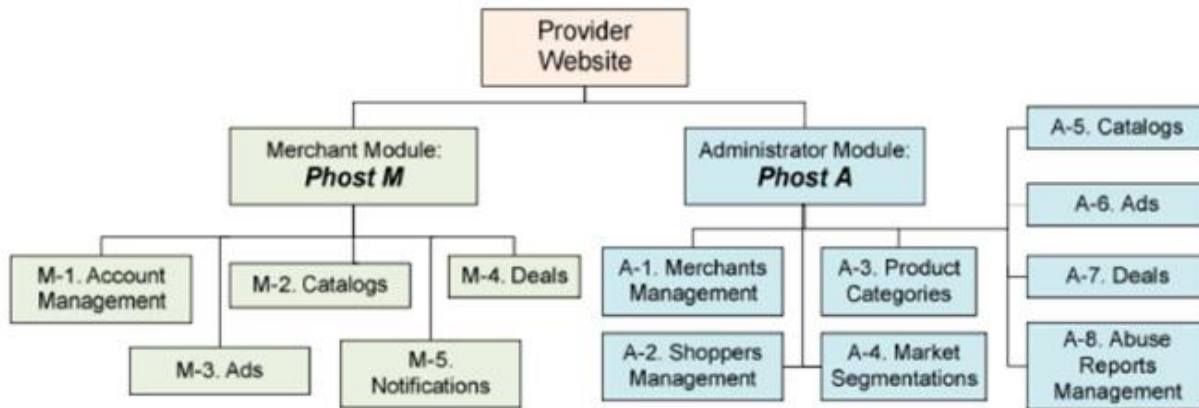 Provider
Website
Merchant Module:
Phost M
Administrator Module:
Phost A
M-1. Account
Management
M-2. Catalogs
M-4. Deals
M-3. Ads
M-5.
Notifications
A-1. Merchants
Management
A-3. Product
Categories
A-2. Shoppers
Management
A-4. Market
Segmentations
A-5. Catalogs
A-6. Ads
A-7. Deals
A-8. Abuse
Reports
Management